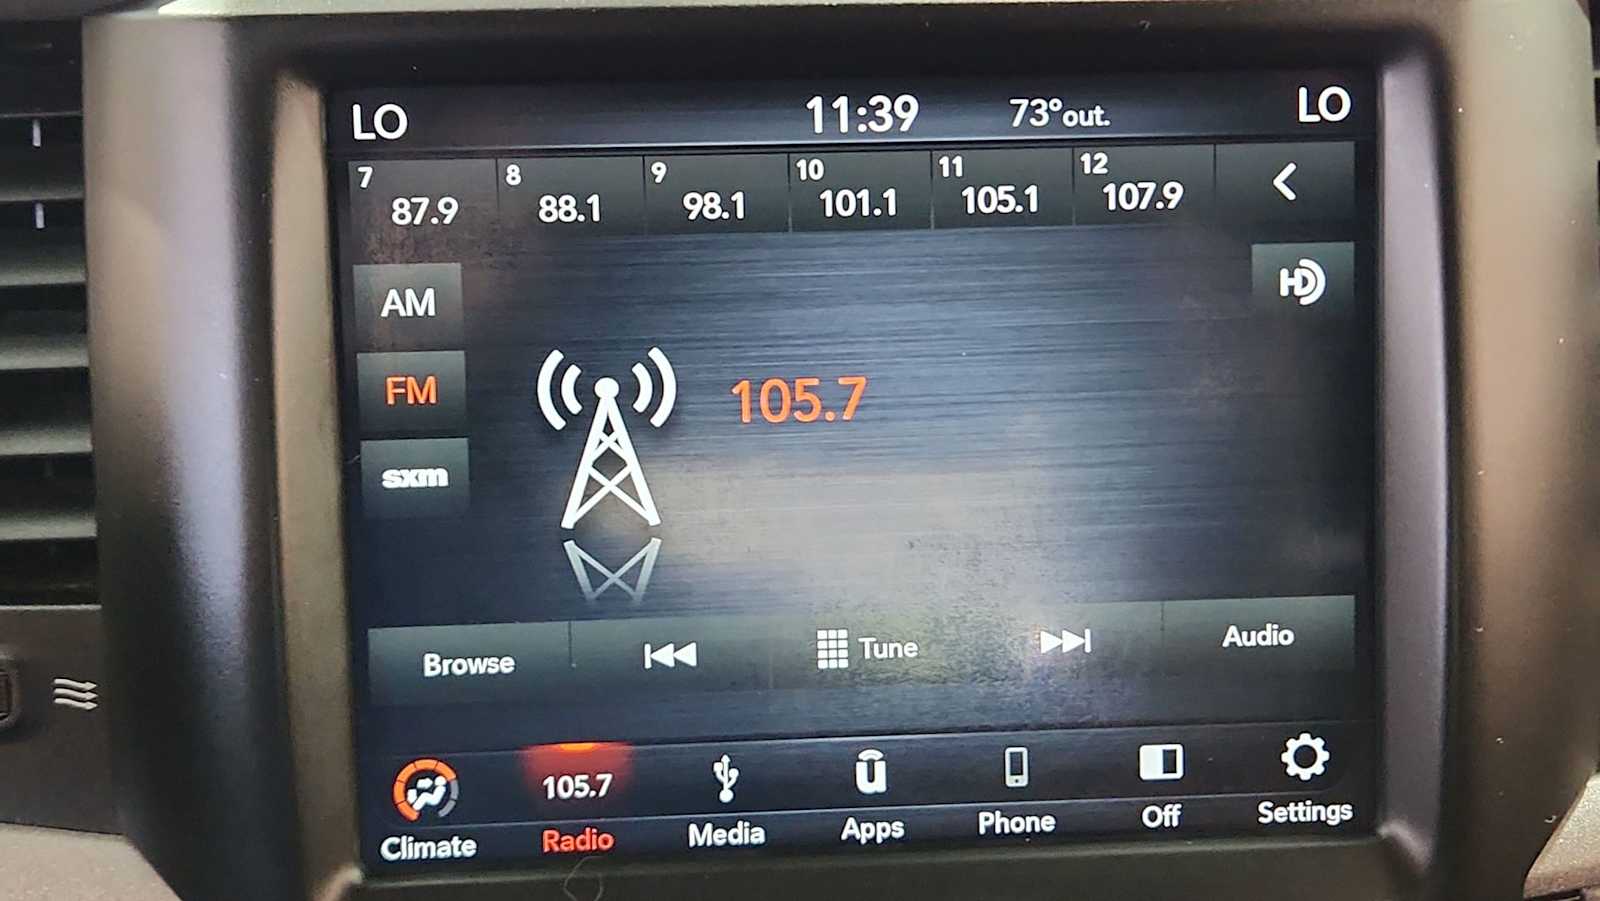 LO 11:39 73°out. LO
7 8 9 10 11 12
87.9 88.1 98.1 101.1 105.1 107.9
HD
AM
FM 105.7
sxm
Browse Tune Audio
105.7
Climate Radio Media Apps Phone Off Settings